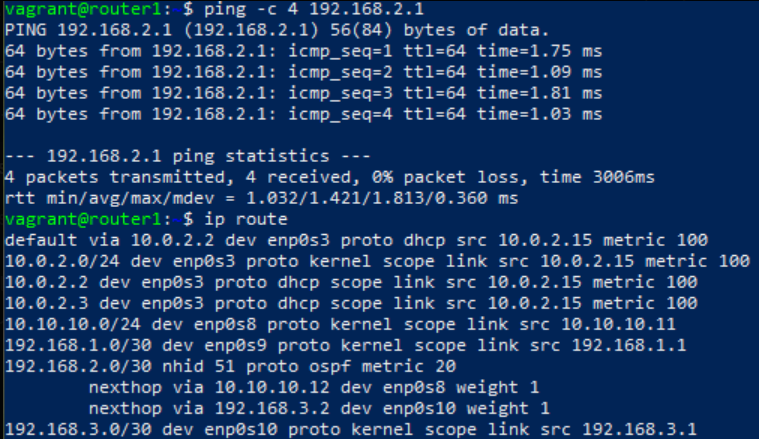 vagrant@router1:~$ ping -c 4 192.168.2.1
PING 192.168.2.1 (192.168.2.1) 56(84) bytes of data.
64 bytes from 192.168.2.1: icmp_seq=1 ttl=64 time=1.75 ms
64 bytes from 192.168.2.1: icmp_seq=2 ttl=64 time=1.09 ms
64 bytes from 192.168.2.1: icmp_seq=3 ttl=64 time=1.81 ms
64 bytes from 192.168.2.1: icmp_seq=4 ttl=64 time=1.03 ms

--- 192.168.2.1 ping statistics ---
4 packets transmitted, 4 received, 0% packet loss, time 3006ms
rtt min/avg/max/mdev = 1.032/1.421/1.813/0.360 ms
vagrant@router1:~$ ip route
default via 10.0.2.2 dev enp0s3 proto dhcp src 10.0.2.15 metric 100
10.0.2.0/24 dev enp0s3 proto kernel scope link src 10.0.2.15 metric 100
10.0.2.2 dev enp0s3 proto dhcp scope link src 10.0.2.15 metric 100
10.0.2.3 dev enp0s3 proto dhcp scope link src 10.0.2.15 metric 100
10.10.10.0/24 dev enp0s8 proto kernel scope link src 10.10.10.11
192.168.1.0/30 dev enp0s9 proto kernel scope link src 192.168.1.1
192.168.2.0/30 nhid 51 proto ospf metric 20
        nexthop via 10.10.10.12 dev enp0s8 weight 1
        nexthop via 192.168.3.2 dev enp0s10 weight 1
192.168.3.0/30 dev enp0s10 proto kernel scope link src 192.168.3.1